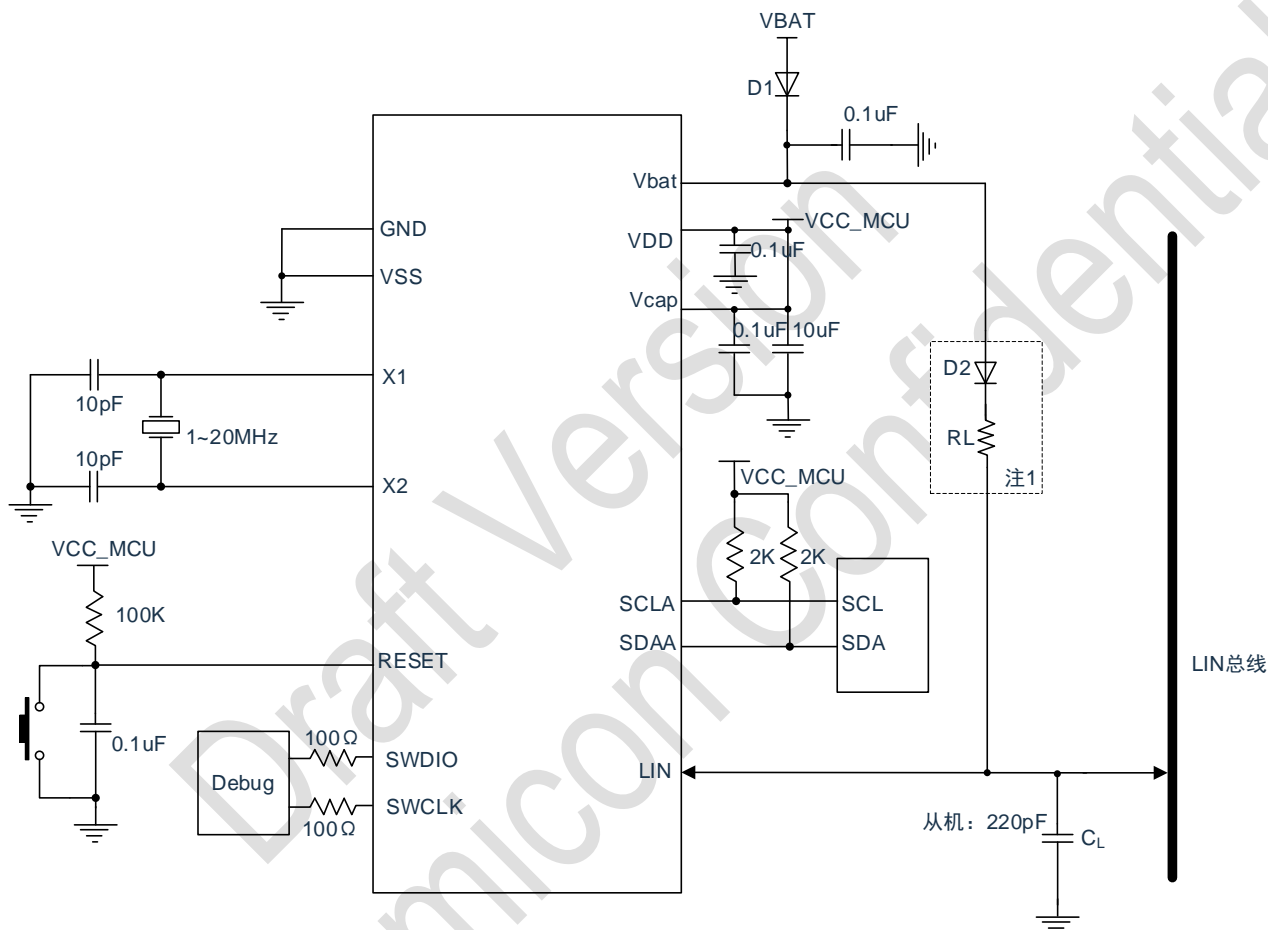 VBAT
D1
0.1uF
Vbat
GND
VCC_MCU
VDD
0.1uF
VSS
Vcap
0.1uF 10uF
X1
10pF
D2
1~20MHz
RL
10pF
注1
X2
VCC_MCU
VCC_MCU
2K 2K
100K
SCLA
SCL
SDAA
SDA
RESET
LIN总线
0.1uF
100Ω
SWDIO
Debug
LIN
SWCLK
100Ω
从机：220pF
CL
Draft Version
micon Confidential